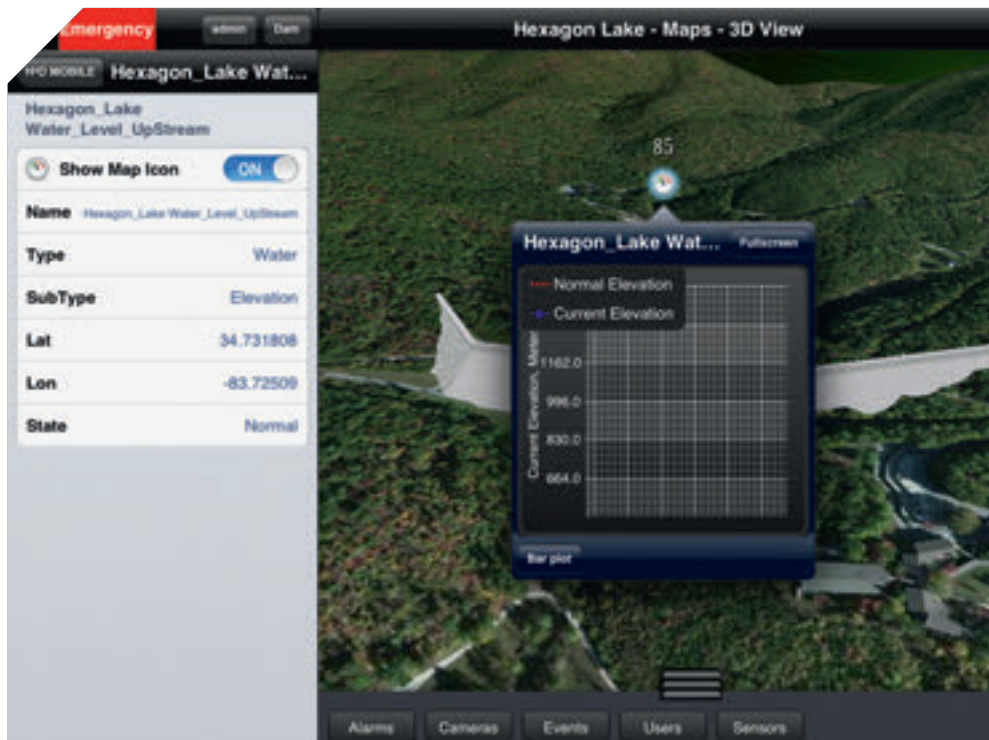 Emergency
admin
Dam
Hexagon Lake - Maps - 3D View
MOBILE
Hexagon_Lake Wat...
Hexagon_Lake
Water_Level_UpStream
Show Map Icon ON
Name Hexagon_Lake Water_Level_UpStream
Type Water
SubType Elevation
Lat 34.731808
Lon -83.72509
State Normal
85
Hexagon_Lake Wat... Fullscreen
Normal Elevation
Current Elevation
Current Elevation, Meter
1162.0
996.0
830.0
664.0
Bar plot
Alarms
Cameras
Events
Users
Sensors